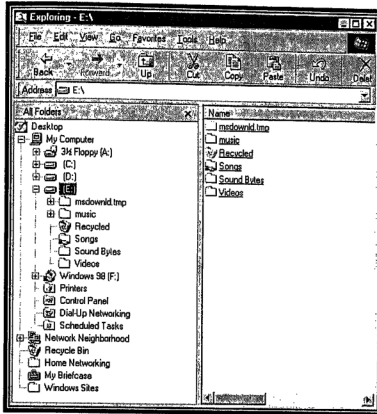 Exploring - E:\
File Edit View Go Favorites Tools Help
Back Forward Up Cut Copy Paste Undo Delet
Address E:\
All Folders
Desktop
My Computer
3½ Floppy (A:)
(C:)
(D:)
(E:)
msdownld.tmp
music
Recycled
Songs
Sound Bytes
Videos
Windows 98 (F:)
Printers
Control Panel
Dial-Up Networking
Scheduled Tasks
Network Neighborhood
Recycle Bin
Home Networking
My Briefcase
Windows Sites
Name
msdownld.tmp
music
Recycled
Songs
Sound Bytes
Videos